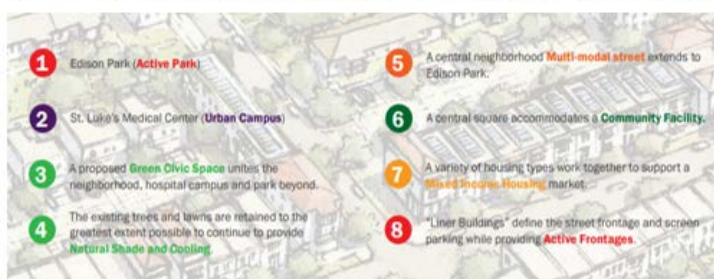 1 Edison Park (Active Park)
2 St. Luke's Medical Center (Urban Campus)
3 A proposed Green Civic Space unites the
neighborhood, hospital campus and park beyond.
4 The existing trees and lawns are retained to the
greatest extent possible to continue to provide
Natural Shade and Cooling.
5 A central neighborhood Multi-modal street extends to
Edison Park.
6 A central square accommodates a Community Facility.
7 A variety of housing types work together to support a
Mixed Income Housing market.
8 "Liner Buildings" define the street frontage and screen
parking while providing Active Frontages.